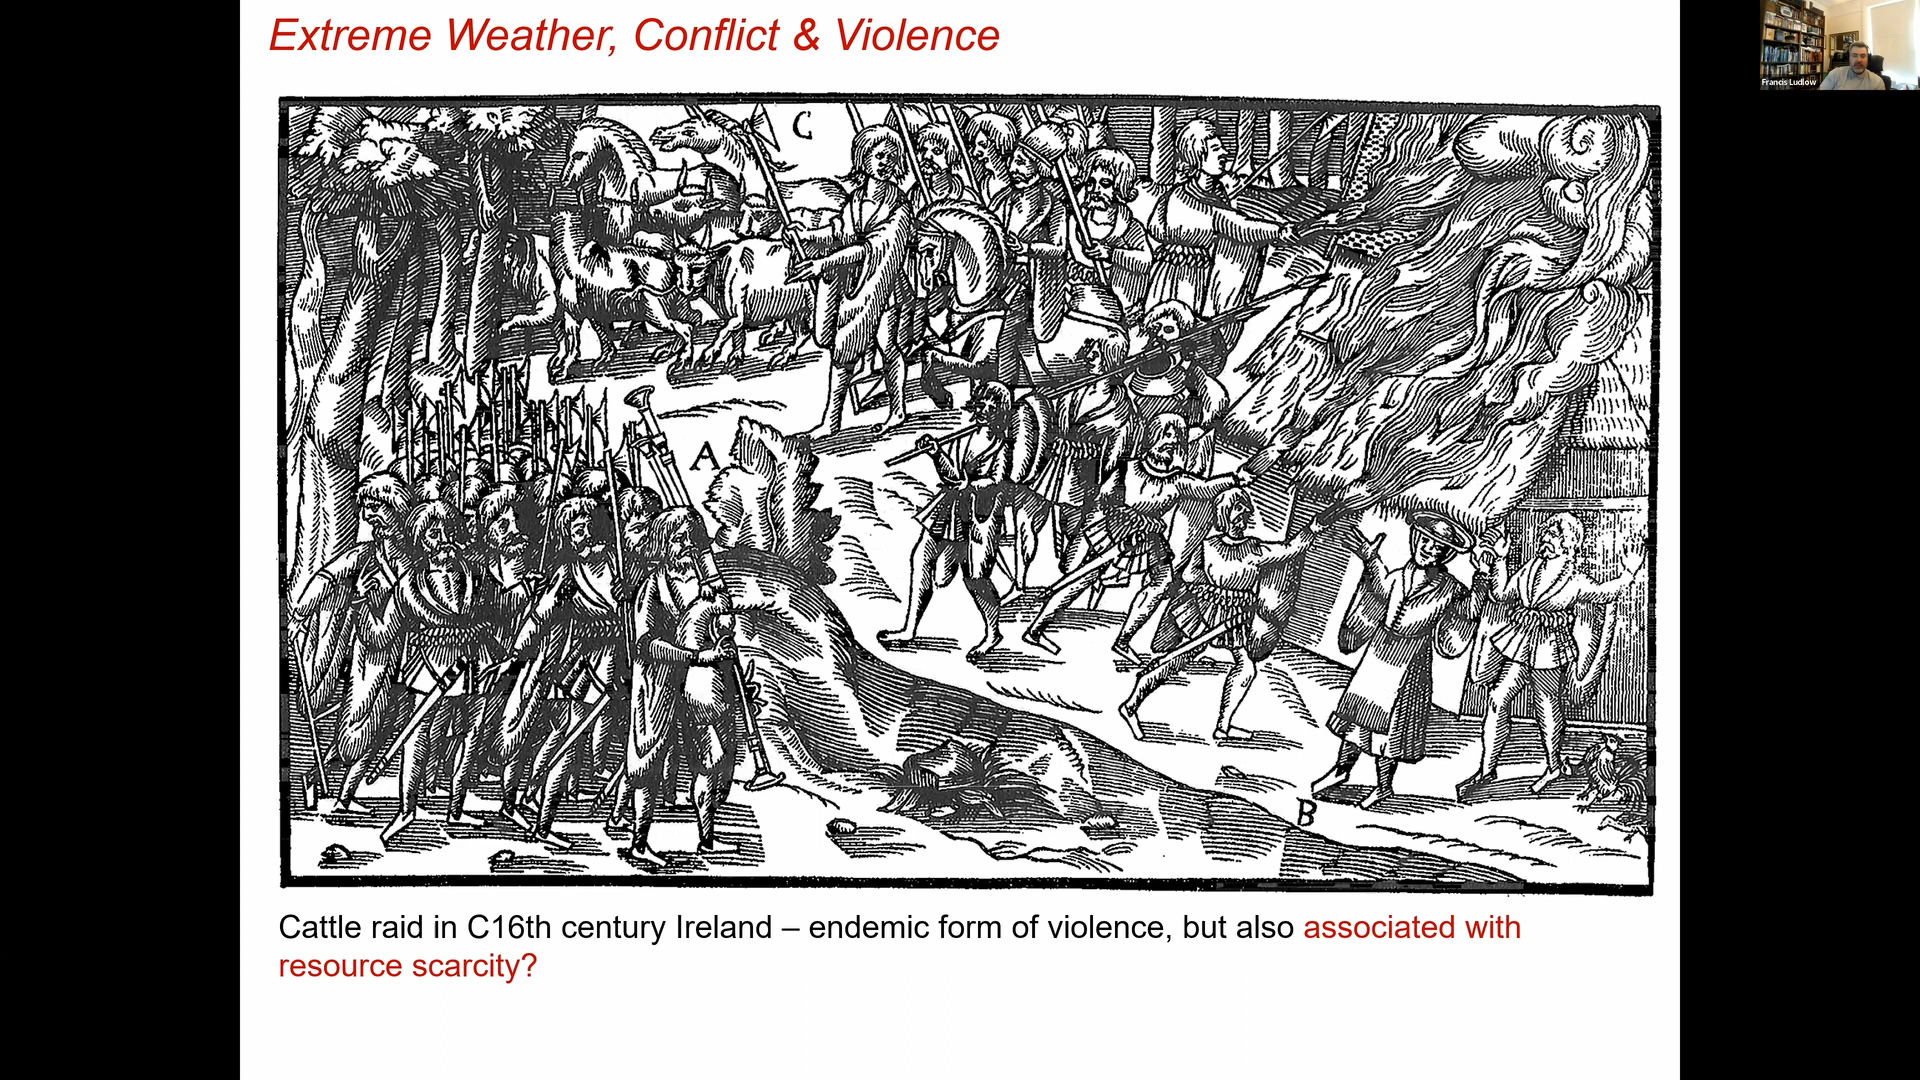 Extreme Weather, Conflict & Violence
Francis Ludlow
C
A
B
Cattle raid in C16th century Ireland – endemic form of violence, but also associated with
resource scarcity?